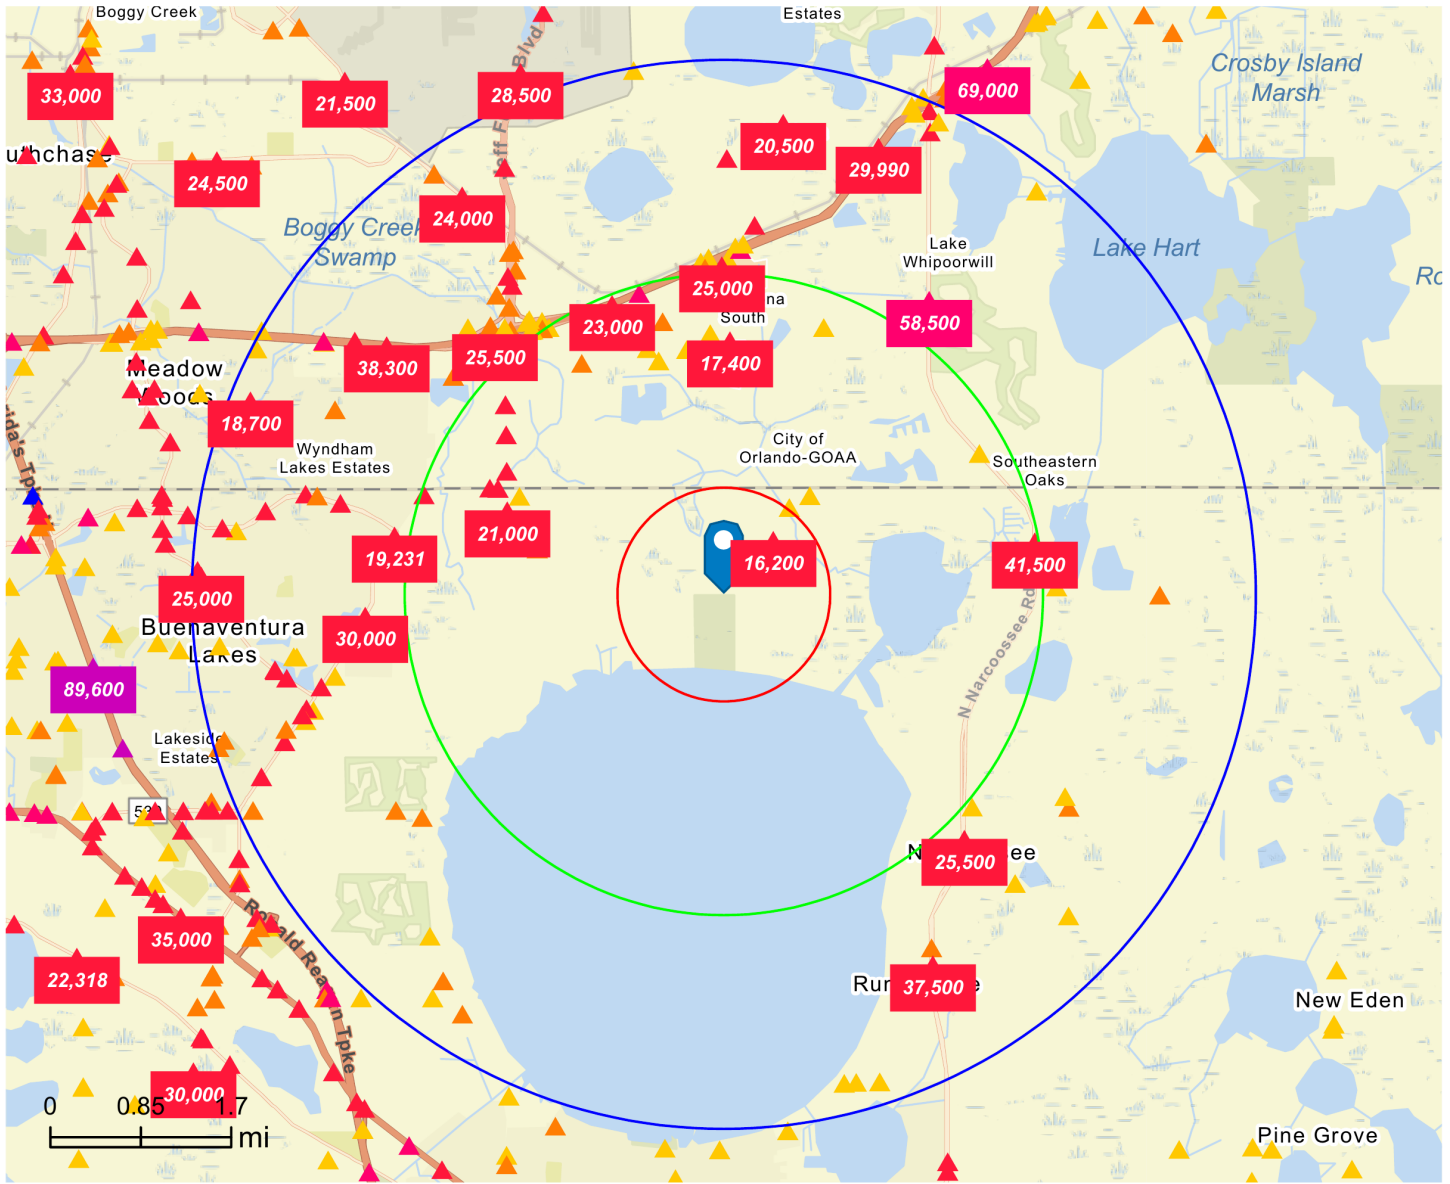 Boggy Creek
Estates
Crosby Island
Marsh
33,000
21,500
28,500
69,000
Blvd
20,500
29,990
24,500
24,000
Boggy Creek
Swamp
Lake
Whipoorwill
Lake Hart
25,000
South
23,000
58,500
25,500
17,400
38,300
Meadow
Woods
18,700
Wyndham
Lakes Estates
City of
Orlando-GOAA
Southeastern
Oaks
21,000
19,231
16,200
41,500
25,000
Buenaventura
Lakes
30,000
N Narcoossee Rd
89,600
Lakeside
Estates
25,500
35,000
22,318
37,500
New Eden
30,000
0
0.85
1.7
mi
Pine Grove